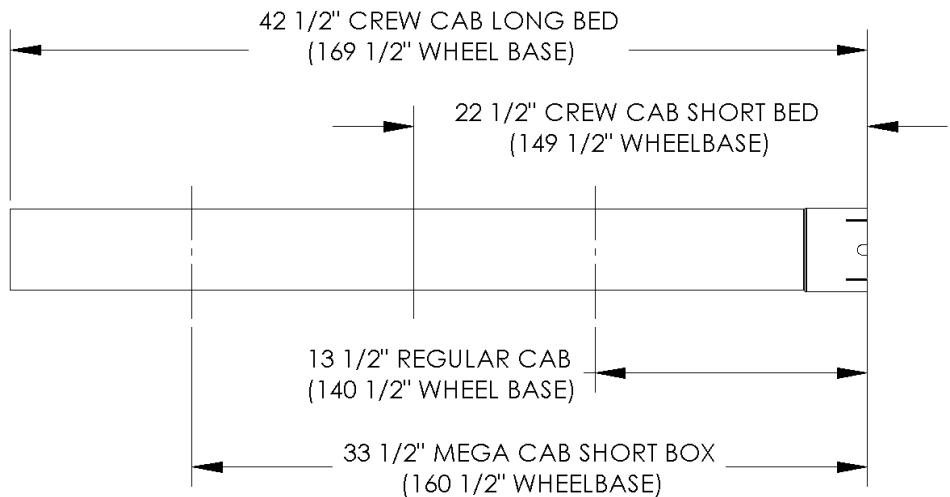 42 1/2" CREW CAB LONG BED
(169 1/2" WHEEL BASE)
22 1/2" CREW CAB SHORT BED
(149 1/2" WHEELBASE)
13 1/2" REGULAR CAB
(140 1/2" WHEEL BASE)
33 1/2" MEGA CAB SHORT BOX
(160 1/2" WHEELBASE)